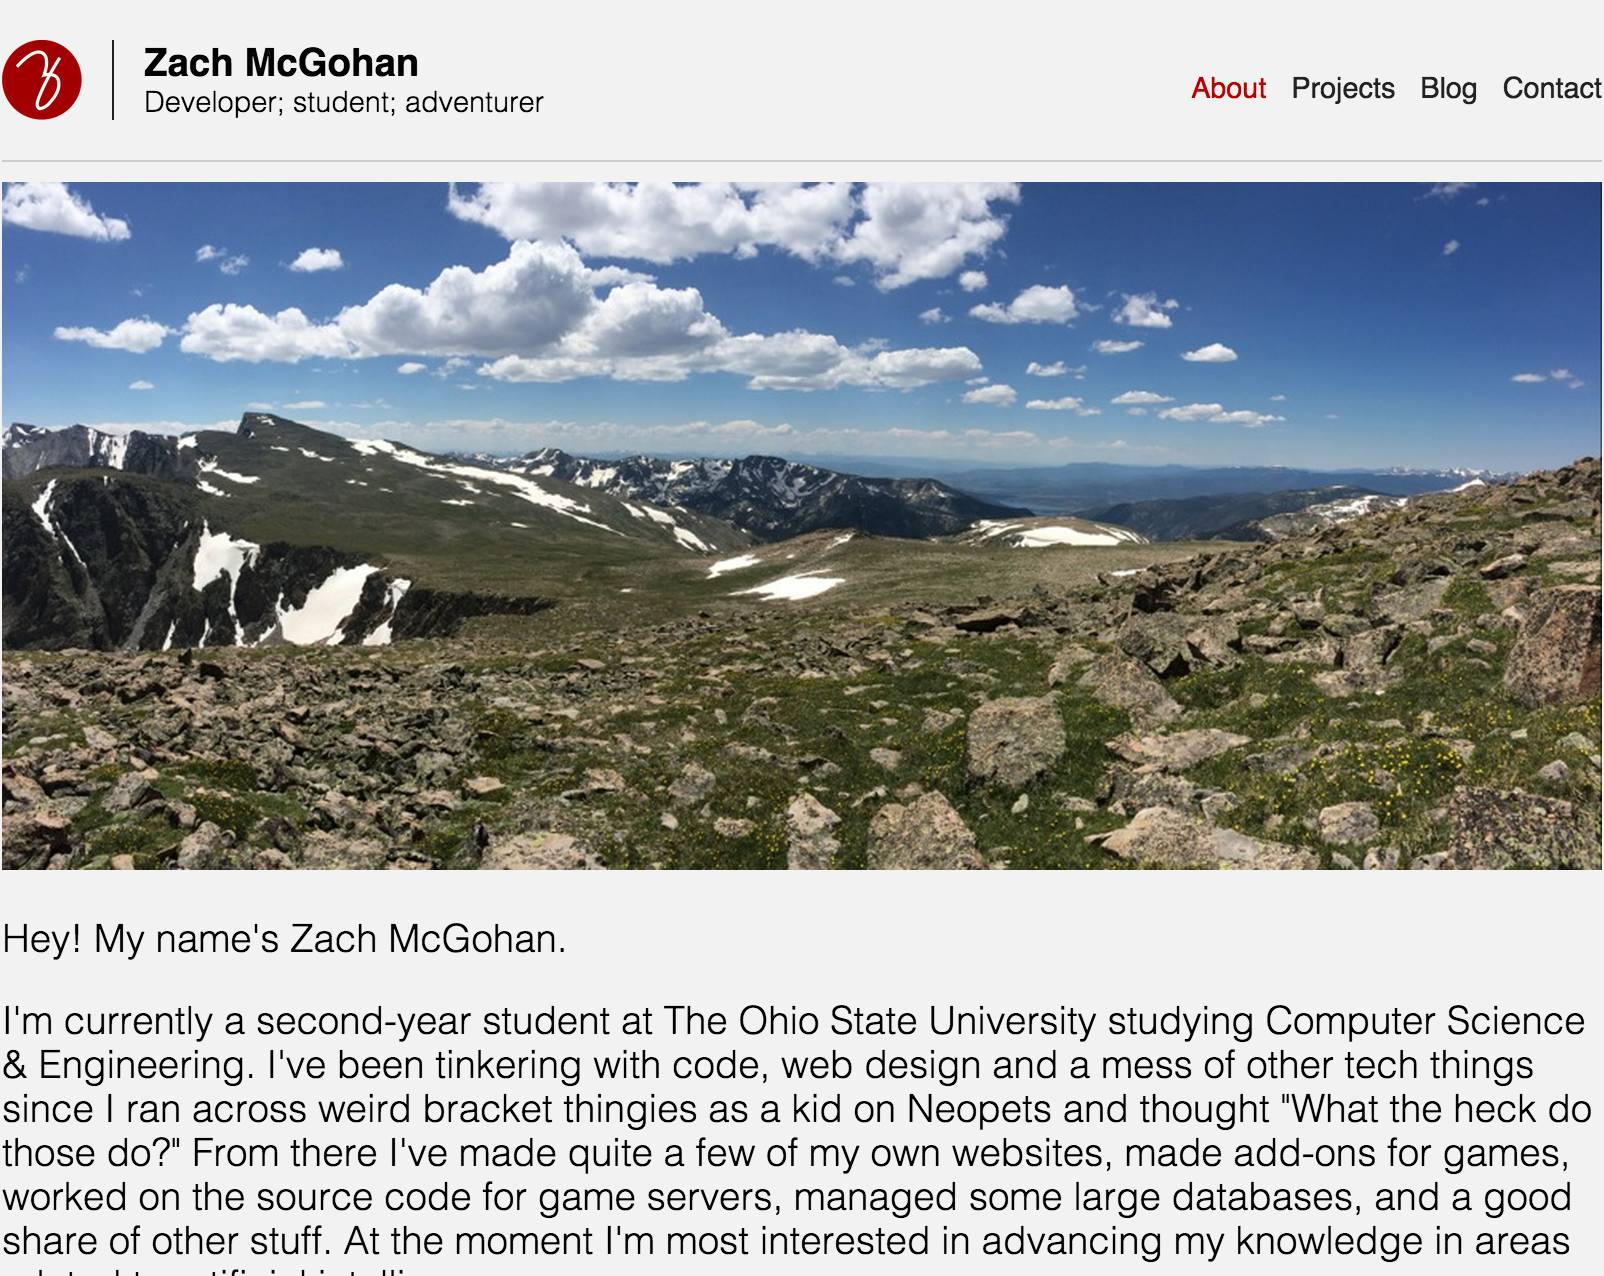 Zach McGohan
Developer; student; adventurer
About Projects Blog Contact
Hey! My name's Zach McGohan.
I'm currently a second-year student at The Ohio State University studying Computer Science
& Engineering. I've been tinkering with code, web design and a mess of other tech things
since I ran across weird bracket thingies as a kid on Neopets and thought "What the heck do
those do?" From there I've made quite a few of my own websites, made add-ons for games,
worked on the source code for game servers, managed some large databases, and a good
share of other stuff. At the moment I'm most interested in advancing my knowledge in areas